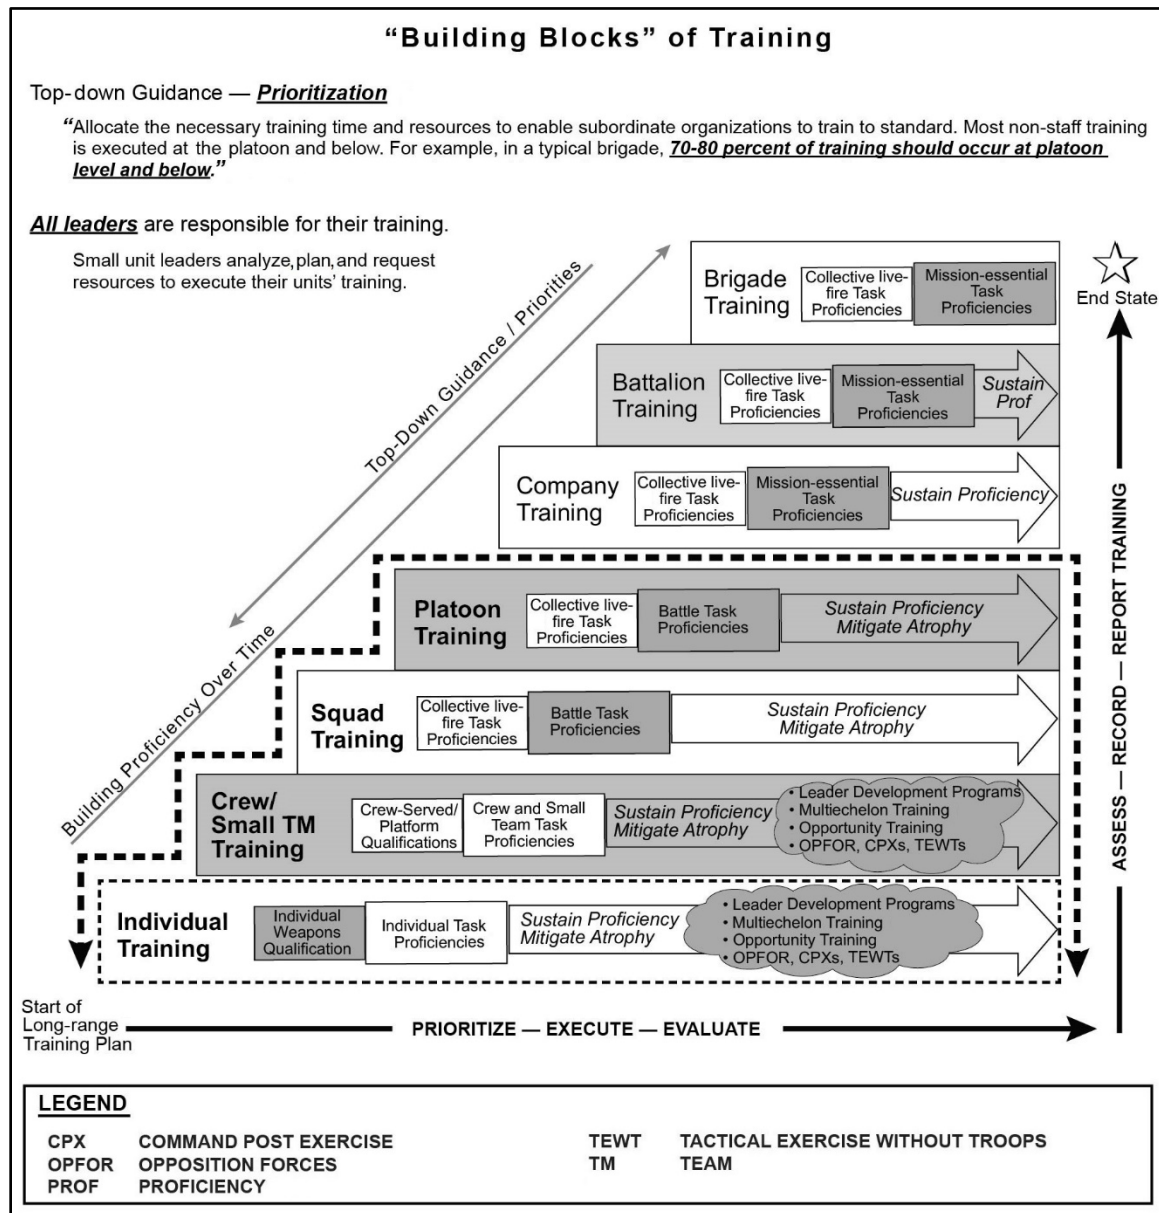 “Building Blocks” of Training
Top-down Guidance — Prioritization
“Allocate the necessary training time and resources to enable subordinate organizations to train to standard. Most non-staff training
is executed at the platoon and below. For example, in a typical brigade, 70-80 percent of training should occur at platoon
level and below.”
All leaders are responsible for their training.
Small unit leaders analyze, plan, and request
resources to execute their units’ training.
Top-Down Guidance / Priorities
Building Proficiency Over Time
Brigade
Training
Collective live-
fire Task
Proficiencies
Mission-essential
Task
Proficiencies
End State
Battalion
Training
Collective live-
fire Task
Proficiencies
Mission-essential
Task
Proficiencies
Sustain
Prof
Company
Training
Collective live-
fire Task
Proficiencies
Mission-essential
Task
Proficiencies
Sustain Proficiency
Platoon
Training
Collective live-
fire Task
Proficiencies
Battle Task
Proficiencies
Sustain Proficiency
Mitigate Atrophy
Squad
Training
Collective live-
fire Task
Proficiencies
Battle Task
Proficiencies
Sustain Proficiency
Mitigate Atrophy
Crew/
Small TM
Training
Crew-Served/
Platform
Qualifications
Crew and Small
Team Task
Proficiencies
Sustain Proficiency
Mitigate Atrophy
• Leader Development Programs
• Multiechelon Training
• Opportunity Training
• OPFOR, CPXs, TEWTs
Individual
Training
Individual
Weapons
Qualification
Individual Task
Proficiencies
Sustain Proficiency
Mitigate Atrophy
• Leader Development Programs
• Multiechelon Training
• Opportunity Training
• OPFOR, CPXs, TEWTs
ASSESS — RECORD — REPORT TRAINING
Start of
Long-range
Training Plan
PRIORITIZE — EXECUTE — EVALUATE
LEGEND
CPX COMMAND POST EXERCISE
OPFOR OPPOSITION FORCES
PROF PROFICIENCY
TEWT TACTICAL EXERCISE WITHOUT TROOPS
TM TEAM